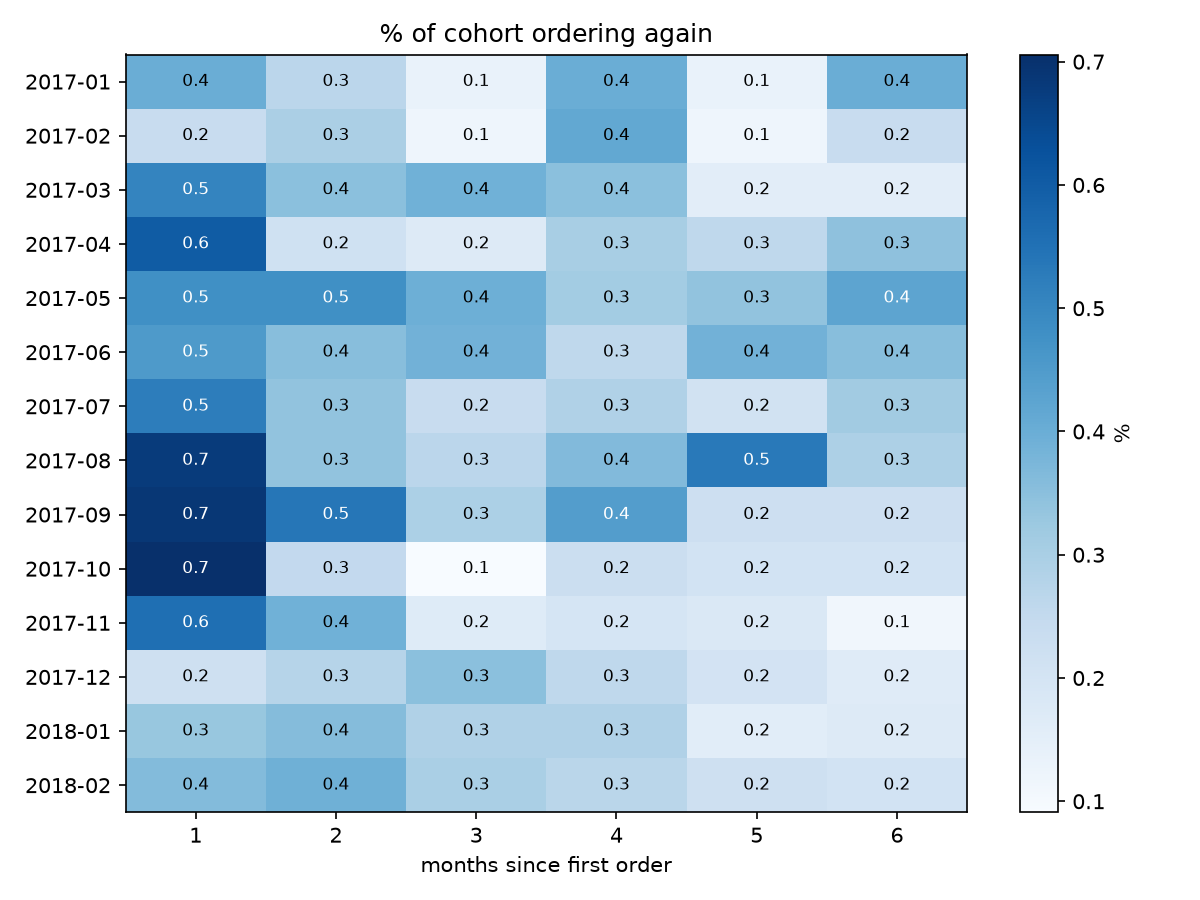 % of cohort ordering again
2017-01 0.4 0.3 0.1 0.4 0.1 0.4
2017-02 0.2 0.3 0.1 0.4 0.1 0.2
2017-03 0.5 0.4 0.4 0.4 0.2 0.2
2017-04 0.6 0.2 0.2 0.3 0.3 0.3
2017-05 0.5 0.5 0.4 0.3 0.3 0.4
2017-06 0.5 0.4 0.4 0.3 0.4 0.4
2017-07 0.5 0.3 0.2 0.3 0.2 0.3
2017-08 0.7 0.3 0.3 0.4 0.5 0.3
2017-09 0.7 0.5 0.3 0.4 0.2 0.2
2017-10 0.7 0.3 0.1 0.2 0.2 0.2
2017-11 0.6 0.4 0.2 0.2 0.2 0.1
2017-12 0.2 0.3 0.3 0.3 0.2 0.2
2018-01 0.3 0.4 0.3 0.3 0.2 0.2
2018-02 0.4 0.4 0.3 0.3 0.2 0.2
1 2 3 4 5 6
months since first order
0.7
0.6
0.5
0.4
0.3
0.2
0.1
%